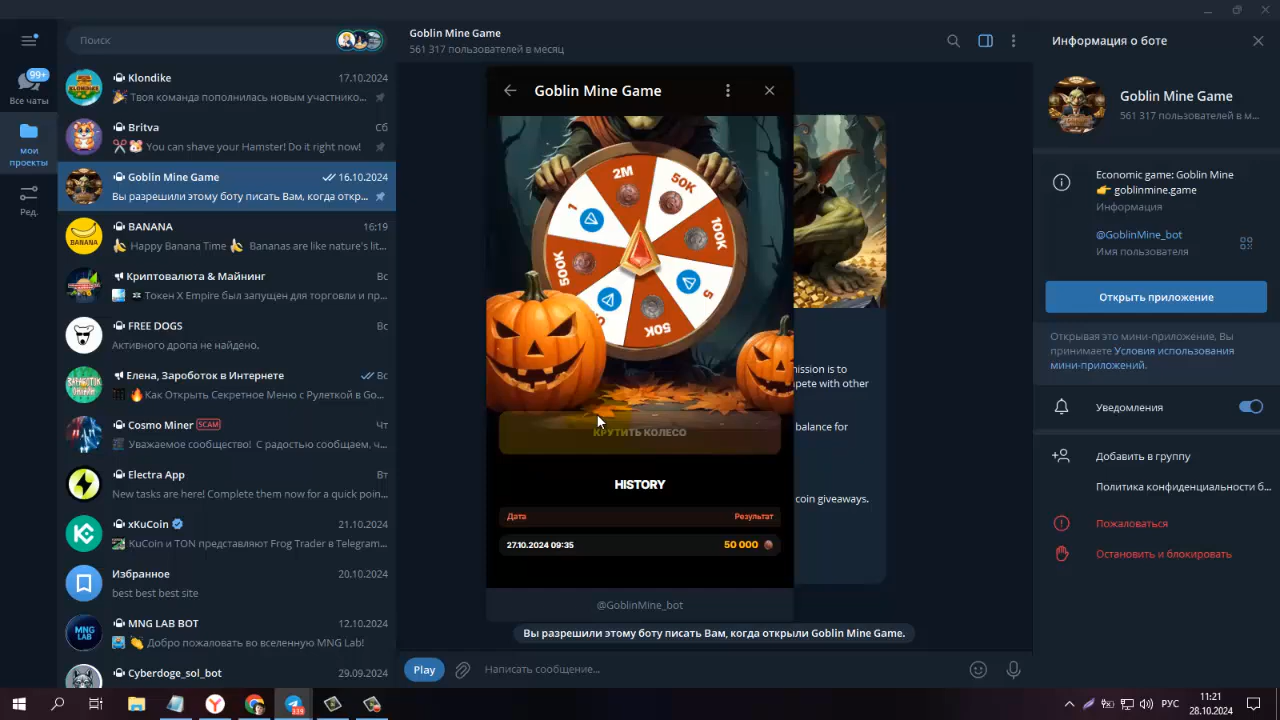 Поиск
99+
Все чаты
мои
проекты
Ред.
Klondike
17.10.2024
Твоя команда пополнилась новым участнико...
Britva
Сб
You can shave your Hamster! Do it right now!
Goblin Mine Game
16.10.2024
Вы разрешили этому боту писать Вам, когда откр...
BANANA
16:19
Happy Banana Time Bananas are like nature's lit...
Криптовалюта & Майнинг
Вс
Токен X Empire был запущен для торговли и пр...
FREE DOGS
Вс
Активного дропа не найдено.
Елена, Зароботок в Интернете
Вс
Как Открыть Секретное Меню с Рулеткой в Go...
Cosmo Miner SCAM
Чт
Уважаемое сообщество! С радостью сообщаем, ч...
Electra App
Вт
New tasks are here! Complete them now for a quick poin...
xKuCoin
21.10.2024
KuCoin и TON представляют Frog Trader в Telegram...
Избранное
20.10.2024
best best best site
MNG LAB BOT
12.10.2024
Добро пожаловать во вселенную MNG Lab!
Cyberdoge_sol_bot
29.09.2024
Goblin Mine Game
561 317 пользователей в месяц
Goblin Mine Game
2M
50K
100K
5
50K
500K
1
КРУТИТЬ КОЛЕСО
HISTORY
Дата
Результат
27.10.2024 09:35
50 000
@GoblinMine_bot
mission is to
pete with other
balance for
coin giveaways.
Вы разрешили этому боту писать Вам, когда открыли Goblin Mine Game.
Play
Написать сообщение...
Информация о боте
Goblin Mine Game
561 317 пользователей в м...
Economic game: Goblin Mine
goblinmine.game
Информация
@GoblinMine_bot
Имя пользователя
Открыть приложение
Открывая это мини-приложение, Вы
принимаете Условия использования
мини-приложений.
Уведомления
Добавить в группу
Политика конфиденциальности б...
Пожаловаться
Остановить и блокировать
РУС
11:21
28.10.2024